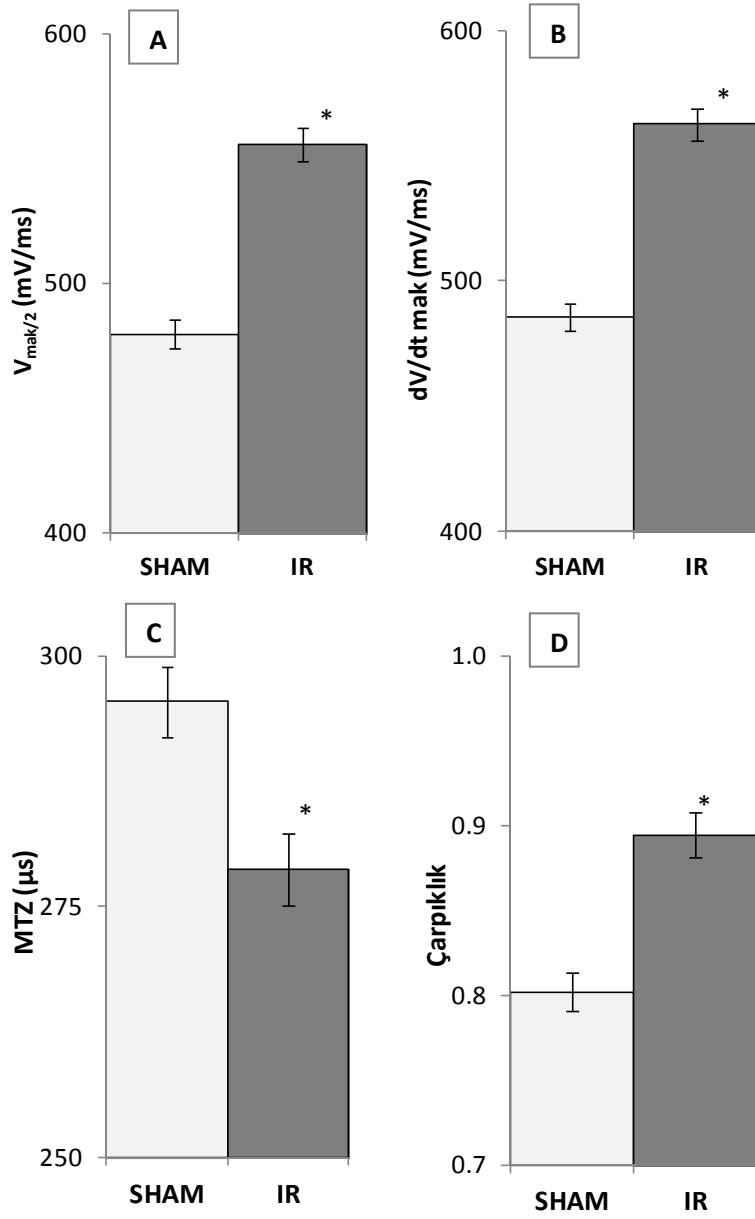 A
600
500
400
V_mak/2 (mV/ms)
*
SHAM IR
B
600
500
400
dV/dt mak (mV/ms)
*
SHAM IR
C
300
275
250
MTZ (µs)
*
SHAM IR
D
1.0
0.9
0.8
0.7
Çarpıklık
*
SHAM IR